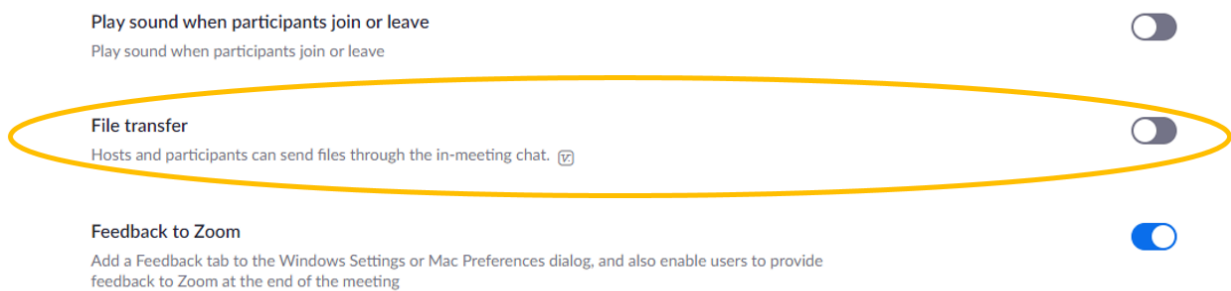 Play sound when participants join or leave
Play sound when participants join or leave
File transfer
Hosts and participants can send files through the in-meeting chat.
Feedback to Zoom
Add a Feedback tab to the Windows Settings or Mac Preferences dialog, and also enable users to provide
feedback to Zoom at the end of the meeting